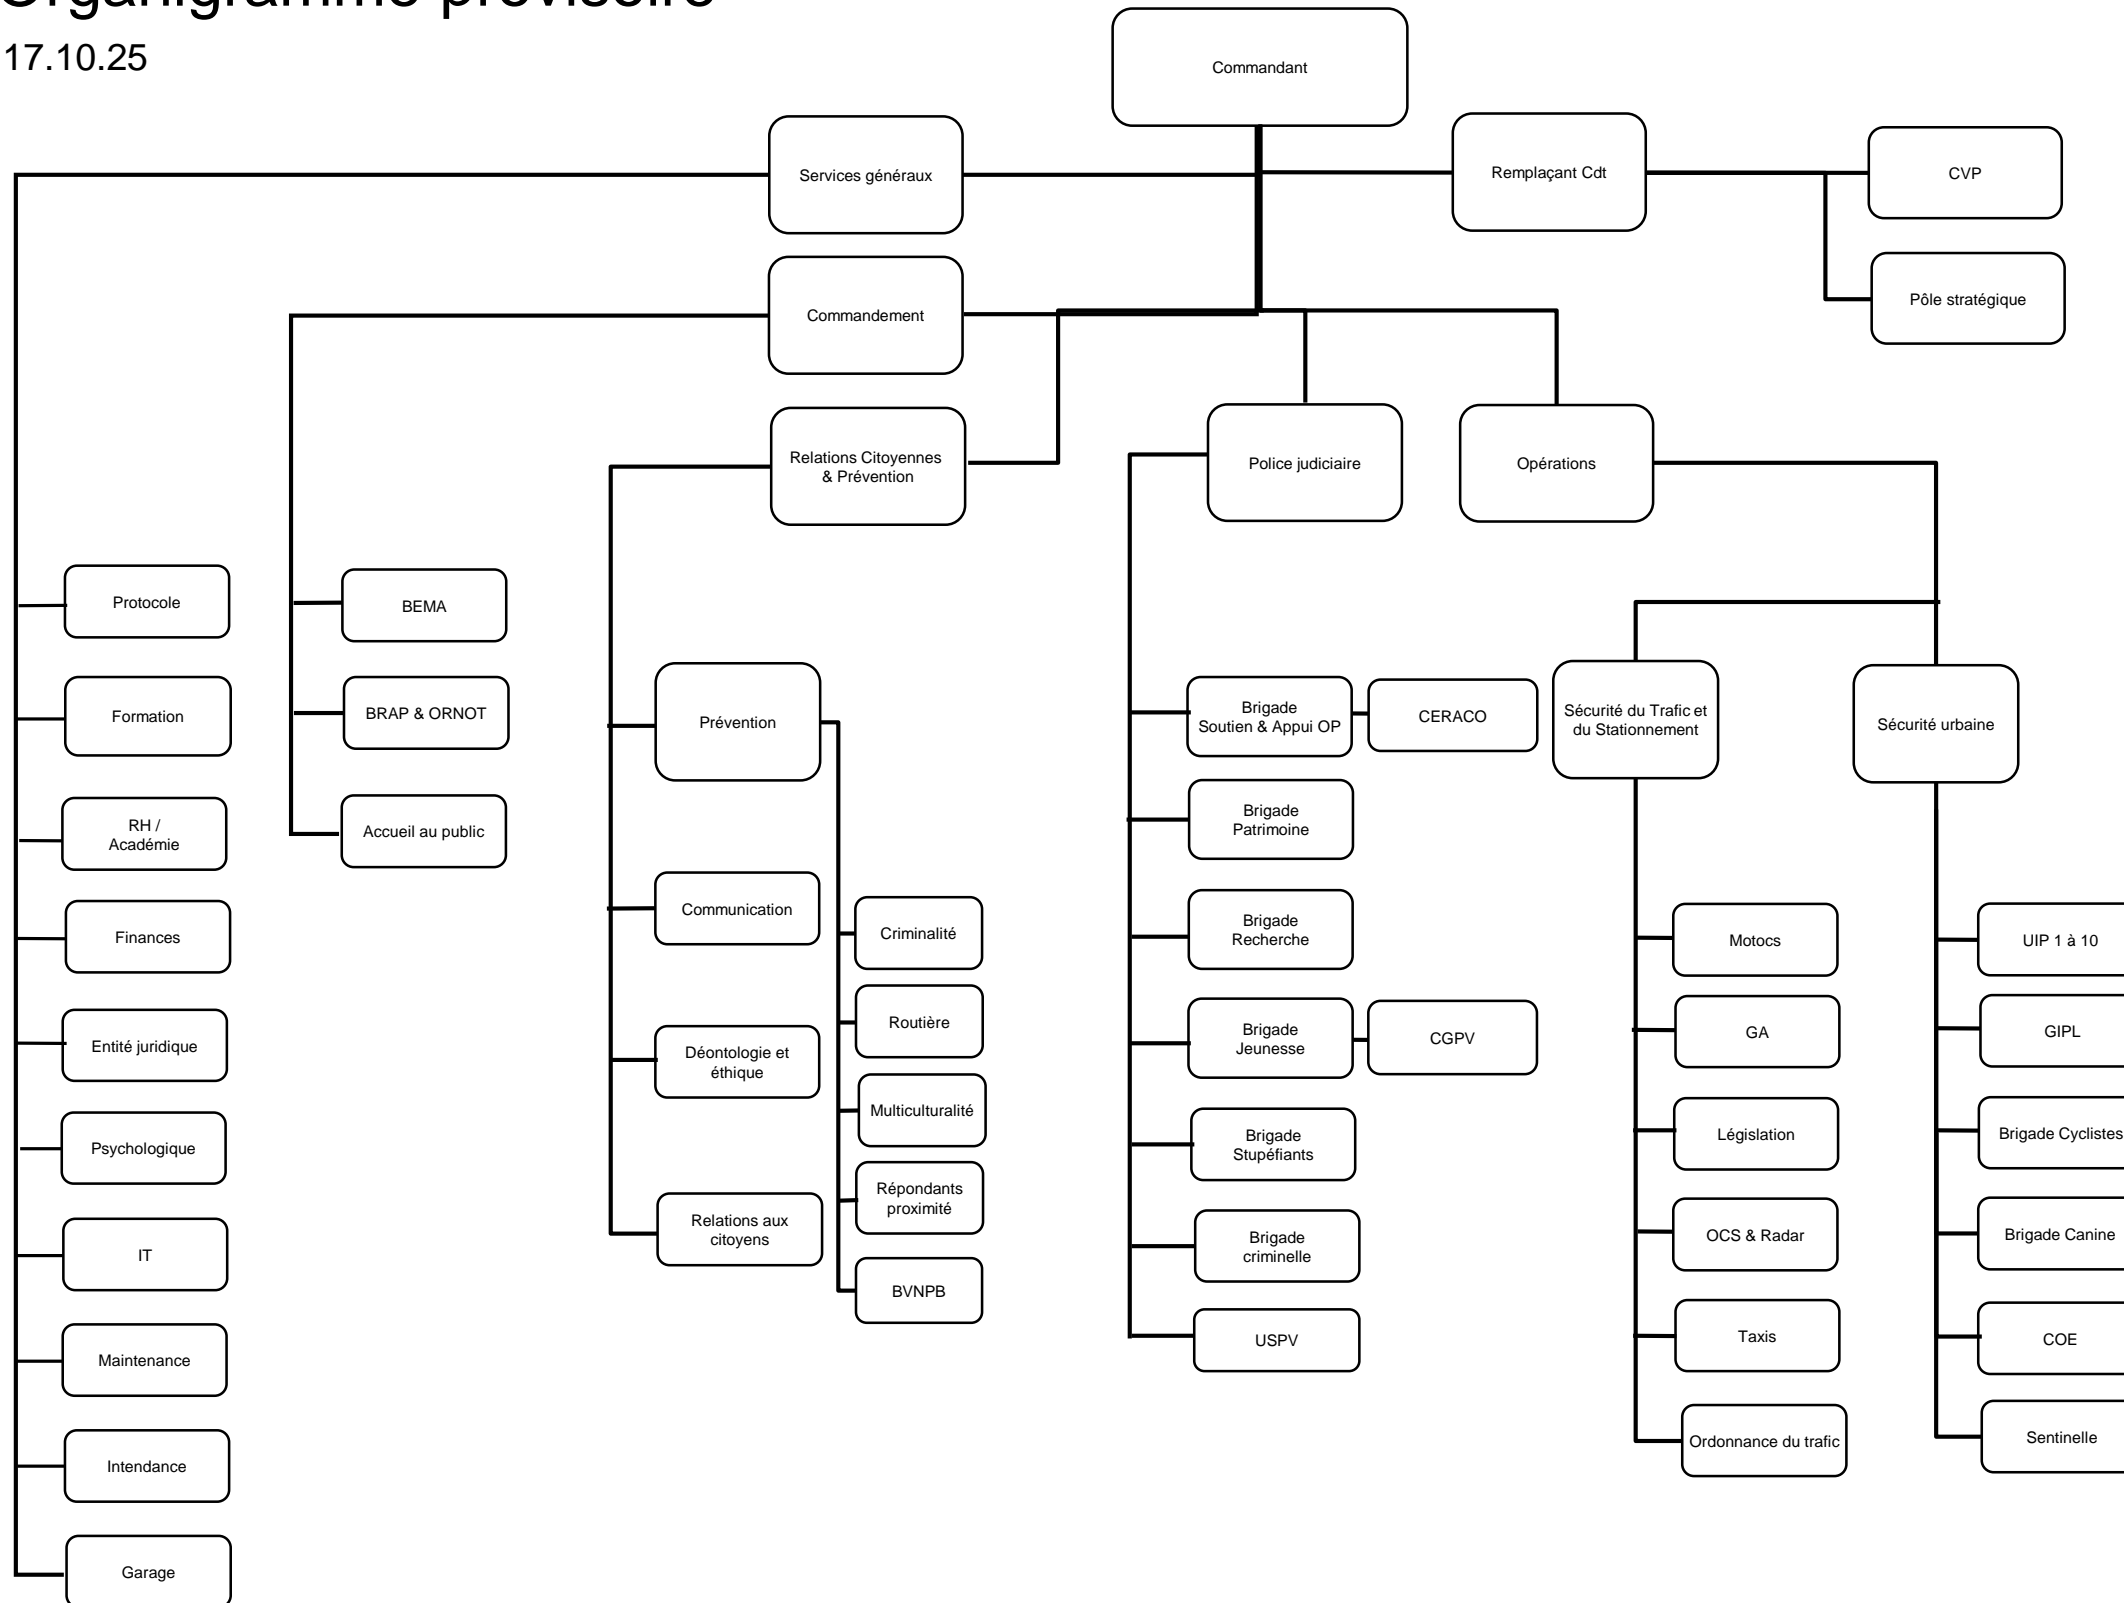 Organigramme provisoire
17.10.25
Commandant
Services généraux
Remplaçant Cdt
CVP
Pôle stratégique
Commandement
Relations Citoyennes
& Prévention
Police judiciaire
Opérations
Protocole
Formation
RH /
Académie
Finances
Entité juridique
Psychologique
IT
Maintenance
Intendance
Garage
BEMA
BRAP & ORNOT
Accueil au public
Prévention
Communication
Déontologie et
éthique
Relations aux
citoyens
Criminalité
Routière
Multiculturalité
Répondants
proximité
BVNPB
Brigade
Soutien & Appui OP
CERACO
Brigade
Patrimoine
Brigade
Recherche
Brigade
Jeunesse
CGPV
Brigade
Stupéfiants
Brigade
criminelle
USPV
Sécurité du Trafic et
du Stationnement
Sécurité urbaine
Motocs
GA
Législation
OCS & Radar
Taxis
Ordonnance du trafic
UIP 1 à 10
GIPL
Brigade Cyclistes
Brigade Canine
COE
Sentinelle